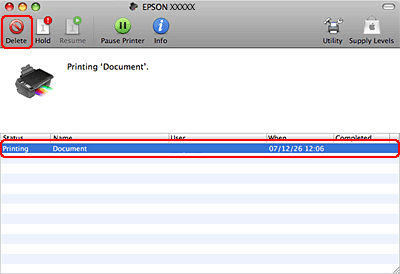 EPSON XXXXX
Delete Hold Resume Pause Printer Info Utility Supply Levels
Printing 'Document'.
Status Name User When Completed
Printing Document 07/12/26 12:06